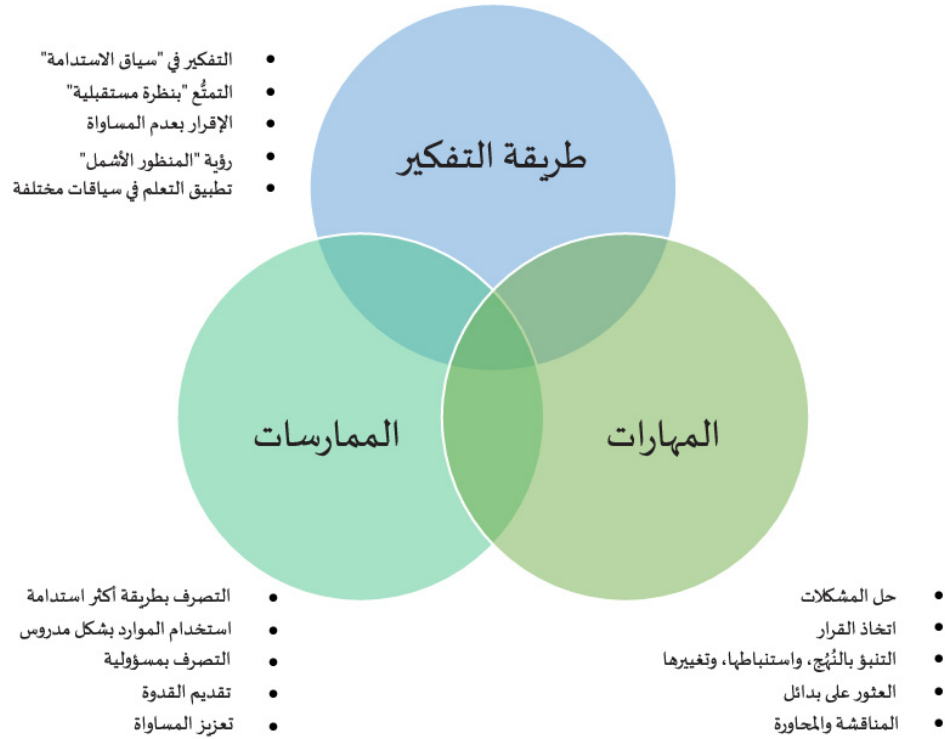 التفكير في "سياق الاستدامة"
التمتُّع "بنظرة مستقبلية"
الإقرار بعدم المساواة
رؤية "المنظور الأشمل"
تطبيق التعلم في سياقات مختلفة
طريقة التفكير
المهارات
الممارسات
حل المشكلات
اتخاذ القرار
التنبؤ بالنُهُج، واستنباطها، وتغييرها
العثور على بدائل
المناقشة والمحاورة
التصرف بطريقة أكثر استدامة
استخدام الموارد بشكل مدروس
التصرف بمسؤولية
تقديم القدوة
تعزيز المساواة